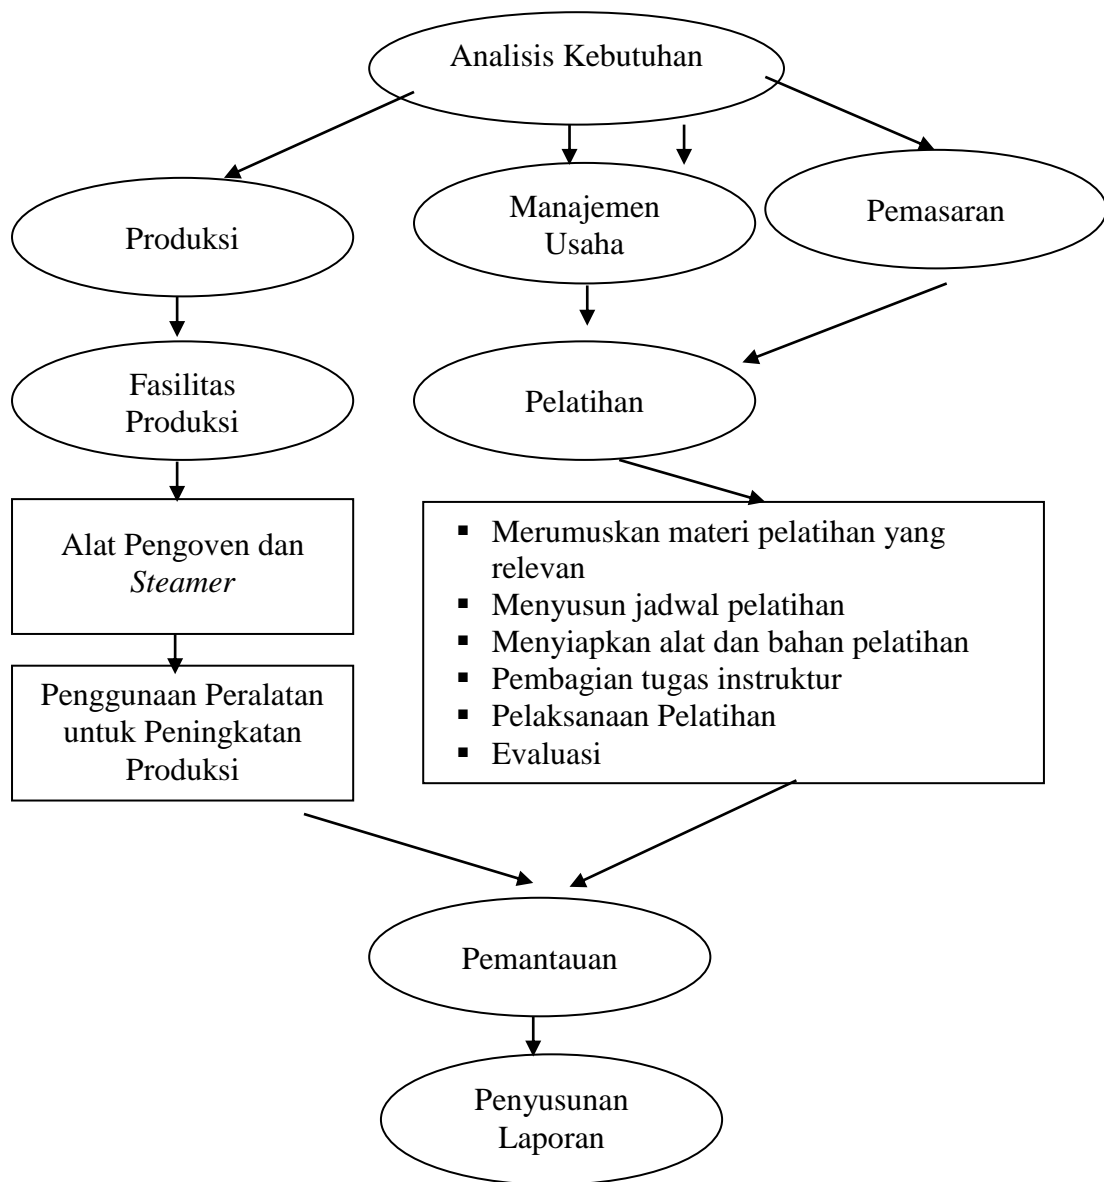 Analisis Kebutuhan
Produksi
Manajemen
Usaha
Pemasaran
Fasilitas
Produksi
Pelatihan
Alat Pengoven dan
Steamer
Penggunaan Peralatan
untuk Peningkatan
Produksi
▪ Merumuskan materi pelatihan yang
relevan
▪ Menyusun jadwal pelatihan
▪ Menyiapkan alat dan bahan pelatihan
▪ Pembagian tugas instruktur
▪ Pelaksanaan Pelatihan
▪ Evaluasi
Pemantauan
Penyusunan
Laporan